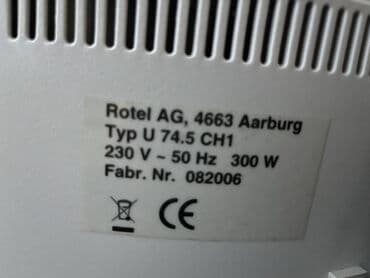 Rotel AG, 4663 Aarburg
Typ U 74.5 CH1
230 V ~ 50 Hz 300 W
Fabr. Nr. 082006
CE